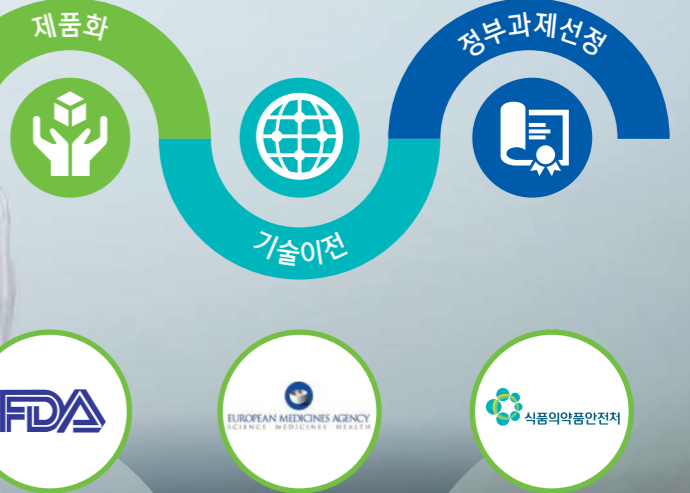 제품화
정부과제선정
기술이전
FDA
EUROPEAN MEDICINES AGENCY
SCIENCE MEDICINES HEALTH
식품의약품안전처